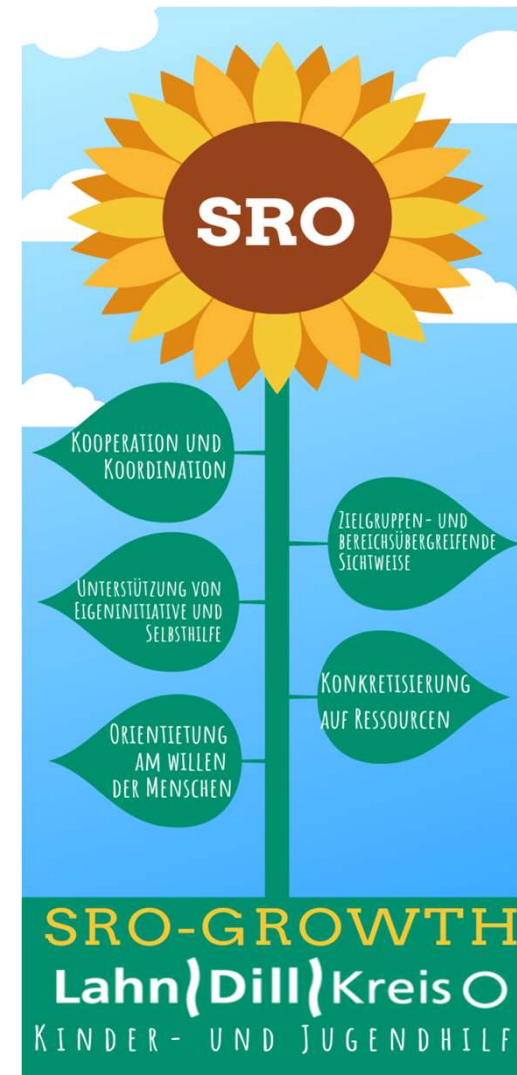 SRO
KOOPERATION UND
KOORDINATION
ZIELGRUPPEN- UND
BEREICHSÜBERGREIFENDE
SICHTWEISE
UNTERSTÜTZUNG VON
EIGENINITIATIVE UND
SELBSTHILFE
KONKRETISIERUNG
AUF RESSOURCEN
ORIENTIETUNG
AM WILLEN
DER MENSCHEN
SRO-GROWTH
Lahn Dill Kreis
KINDER- UND JUGENDHILF